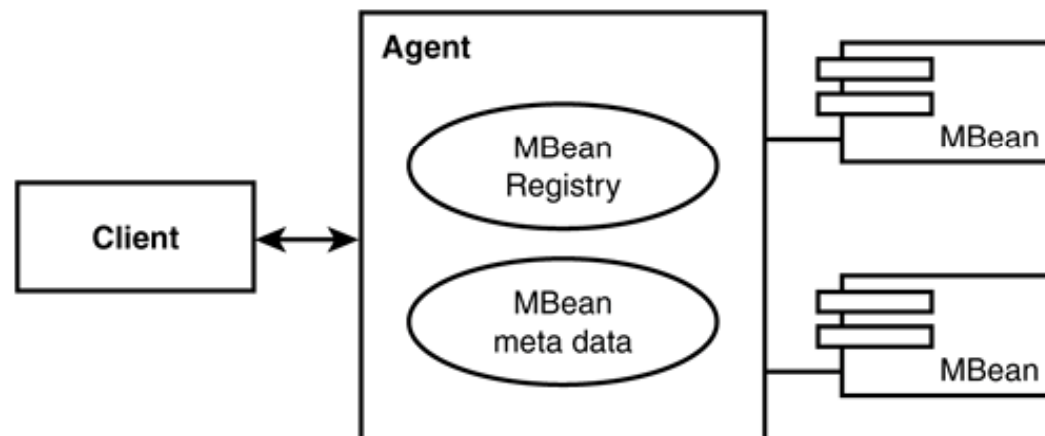 Agent
MBean
Registry
MBean
meta data
Client
MBean
MBean